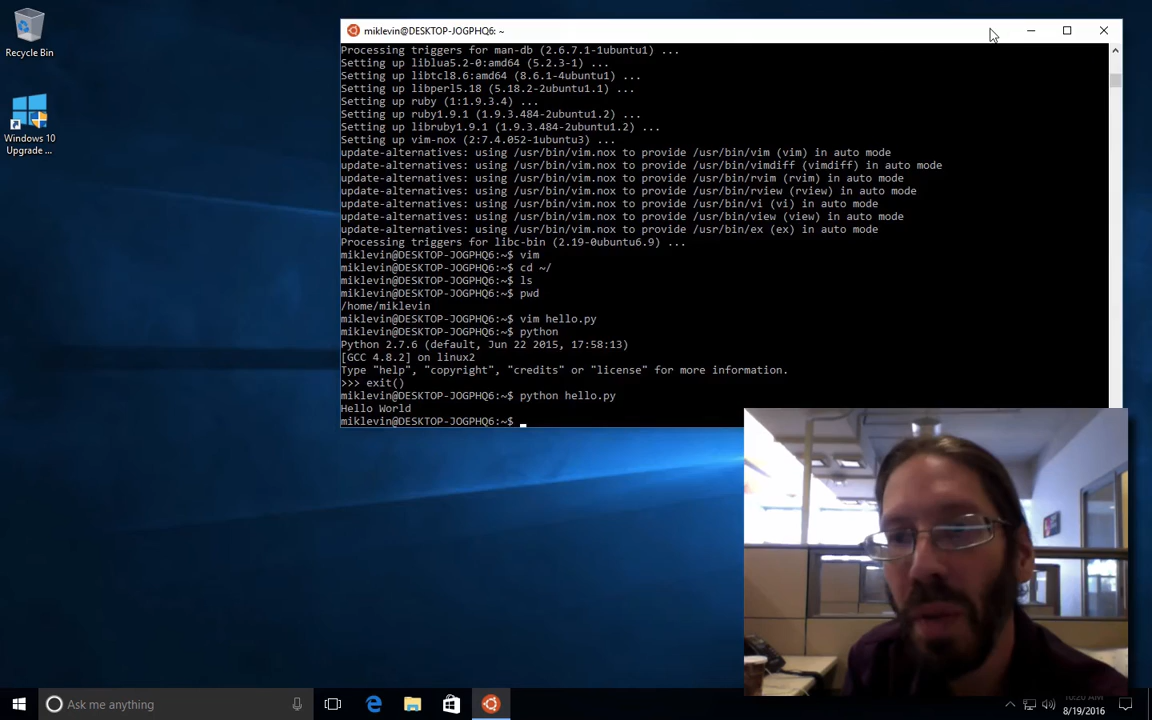 Recycle Bin
Windows 10
Upgrade ...
miklevin@DESKTOP-JOGPHQ6: ~
Processing triggers for man-db (2.6.7.1-1ubuntu1) ...
Setting up liblua5.2-0:amd64 (5.2.3-1) ...
Setting up libtcl8.6:amd64 (8.6.1-4ubuntu1) ...
Setting up libperl5.18 (5.18.2-2ubuntu1.1) ...
Setting up ruby (1:1.9.3.4) ...
Setting up ruby1.9.1 (1.9.3.484-2ubuntu1.2) ...
Setting up libruby1.9.1 (1.9.3.484-2ubuntu1.2) ...
Setting up vim-nox (2:7.4.052-1ubuntu3) ...
update-alternatives: using /usr/bin/vim.nox to provide /usr/bin/vim (vim) in auto mode
update-alternatives: using /usr/bin/vim.nox to provide /usr/bin/vimdiff (vimdiff) in auto mode
update-alternatives: using /usr/bin/vim.nox to provide /usr/bin/rvim (rvim) in auto mode
update-alternatives: using /usr/bin/vim.nox to provide /usr/bin/rview (rview) in auto mode
update-alternatives: using /usr/bin/vim.nox to provide /usr/bin/vi (vi) in auto mode
update-alternatives: using /usr/bin/vim.nox to provide /usr/bin/view (view) in auto mode
update-alternatives: using /usr/bin/vim.nox to provide /usr/bin/ex (ex) in auto mode
Processing triggers for libc-bin (2.19-0ubuntu6.9) ...
miklevin@DESKTOP-JOGPHQ6:~$ vim
miklevin@DESKTOP-JOGPHQ6:~$ cd ~/
miklevin@DESKTOP-JOGPHQ6:~$ ls
miklevin@DESKTOP-JOGPHQ6:~$ pwd
/home/miklevin
miklevin@DESKTOP-JOGPHQ6:~$ vim hello.py
miklevin@DESKTOP-JOGPHQ6:~$ python
Python 2.7.6 (default, Jun 22 2015, 17:58:13)
[GCC 4.8.2] on linux2
Type "help", "copyright", "credits" or "license" for more information.
>>> exit()
miklevin@DESKTOP-JOGPHQ6:~$ python hello.py
Hello World
miklevin@DESKTOP-JOGPHQ6:~$
Ask me anything
8/19/2016